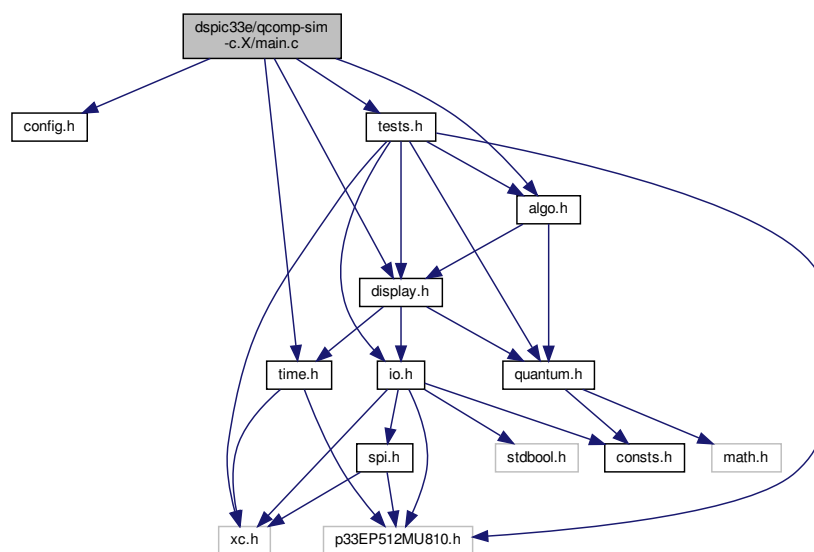 dspic33e/qcomp-sim
-c.X/main.c
config.h
tests.h
algo.h
display.h
time.h
io.h
quantum.h
spi.h
stdbool.h
consts.h
math.h
xc.h
p33EP512MU810.h